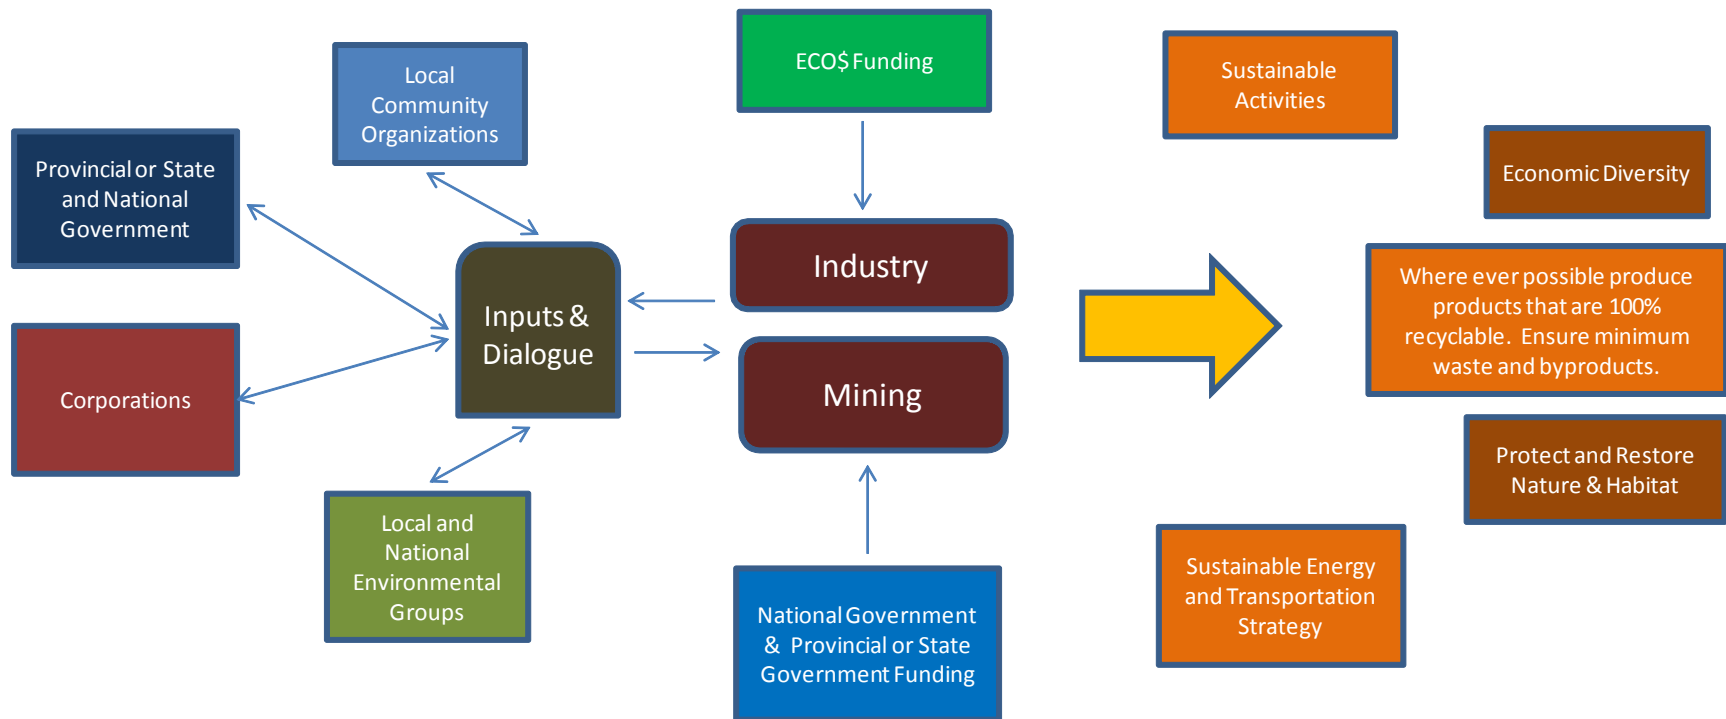 Local
Community
Organizations
Provincial or State
and National
Government
Corporations
Local and
National
Environmental
Groups
Inputs &
Dialogue
ECO$ Funding
Industry
Mining
National Government
& Provincial or State
Government Funding
Sustainable
Activities
Economic Diversity
Where ever possible produce
products that are 100%
recyclable. Ensure minimum
waste and byproducts.
Protect and Restore
Nature & Habitat
Sustainable Energy
and Transportation
Strategy